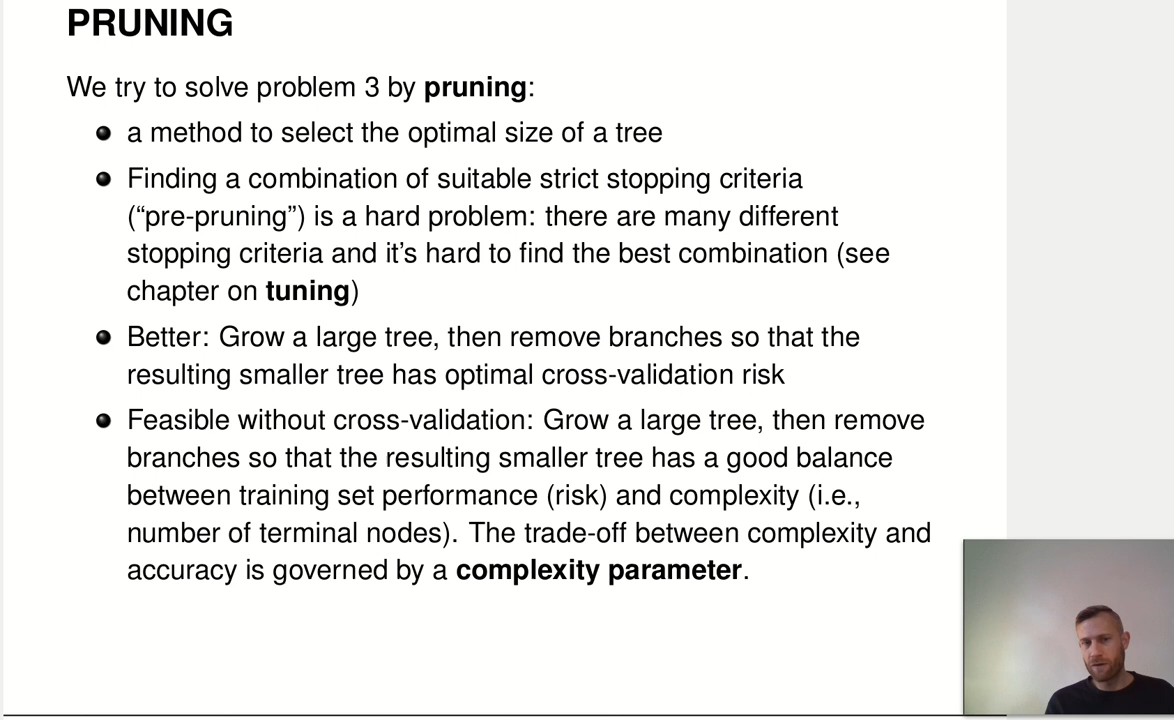 PRUNING
We try to solve problem 3 by pruning:
a method to select the optimal size of a tree
Finding a combination of suitable strict stopping criteria
(“pre-pruning”) is a hard problem: there are many different
stopping criteria and it’s hard to find the best combination (see
chapter on tuning)
Better: Grow a large tree, then remove branches so that the
resulting smaller tree has optimal cross-validation risk
Feasible without cross-validation: Grow a large tree, then remove
branches so that the resulting smaller tree has a good balance
between training set performance (risk) and complexity (i.e.,
number of terminal nodes). The trade-off between complexity and
accuracy is governed by a complexity parameter.